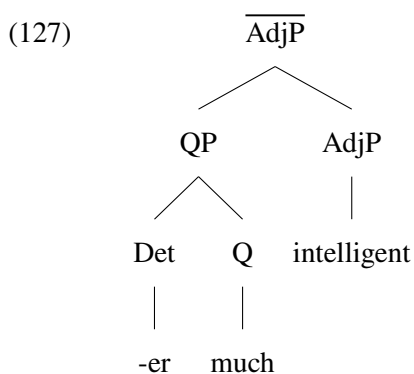 (127) AdjP
QP AdjP
Det Q intelligent
-er much